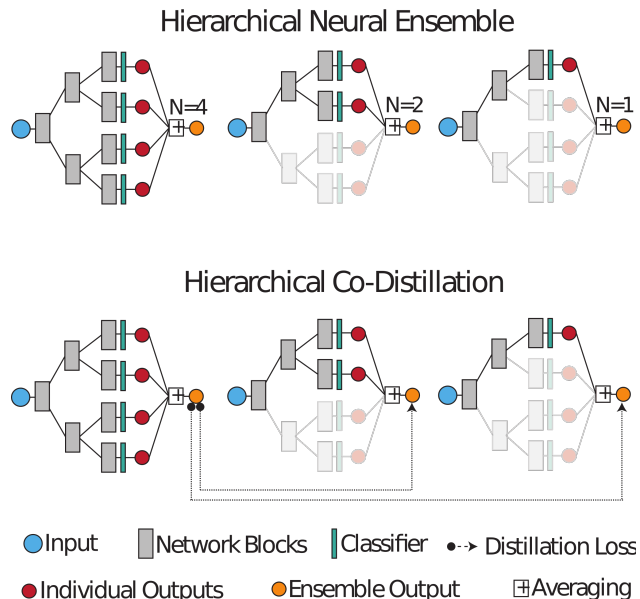 Hierarchical Neural Ensemble
N=4
N=2
N=1
Hierarchical Co-Distillation
Input
Network Blocks
Classifier
Distillation Loss
Individual Outputs
Ensemble Output
Averaging